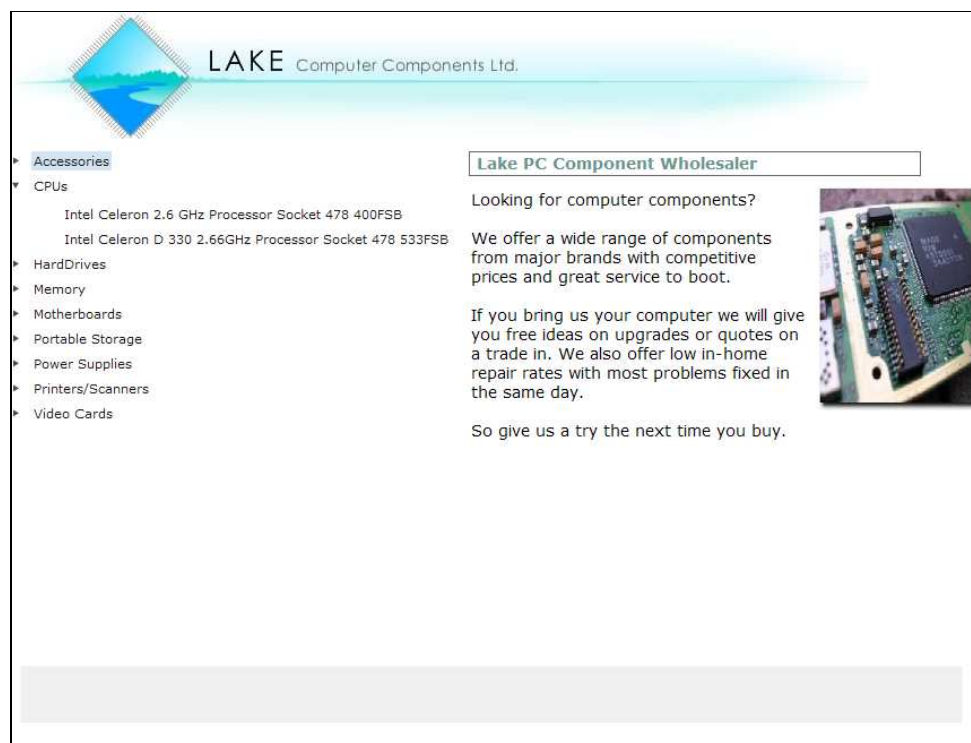 LAKE Computer Components Ltd.
Accessories
CPUs
Intel Celeron 2.6 GHz Processor Socket 478 400FSB
Intel Celeron D 330 2.66GHz Processor Socket 478 533FSB
HardDrives
Memory
Motherboards
Portable Storage
Power Supplies
Printers/Scanners
Video Cards
Lake PC Component Wholesaler
Looking for computer components?
We offer a wide range of components
from major brands with competitive
prices and great service to boot.
If you bring us your computer we will give
you free ideas on upgrades or quotes on
a trade in. We also offer low in-home
repair rates with most problems fixed in
the same day.
So give us a try the next time you buy.